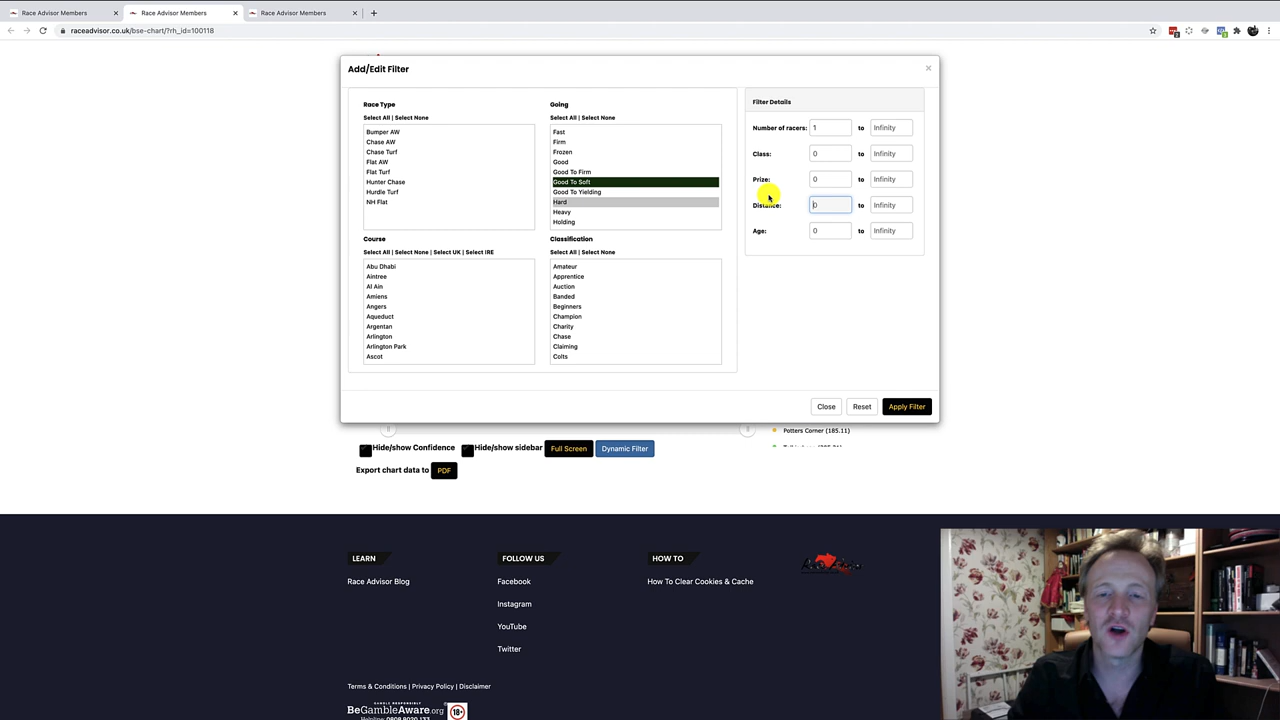 Race Advisor Members
Race Advisor Members
Race Advisor Members
raceadvisor.co.uk/bse-chart/?rh_id=100118
Add/Edit Filter
Race Type
Select All | Select None
Bumper AW
Chase AW
Chase Turf
Flat AW
Flat Turf
Hunter Chase
Hurdle Turf
NH Flat
Going
Select All | Select None
Fast
Firm
Frozen
Good
Good To Firm
Good To Soft
Good To Yielding
Hard
Heavy
Holding
Course
Select All | Select None | Select UK | Select IRE
Abu Dhabi
Aintree
Al Ain
Amiens
Angers
Aqueduct
Argentan
Arlington
Arlington Park
Ascot
Classification
Select All | Select None
Amateur
Apprentice
Auction
Banded
Beginners
Champion
Charity
Chase
Claiming
Colts
Filter Details
Number of racers: 1 to Infinity
Class: 0 to Infinity
Prize: 0 to Infinity
Distance: 0 to Infinity
Age: 0 to Infinity
Close Reset Apply Filter
Potters Corner (185.11)
Hide/show Confidence Hide/show sidebar Full Screen Dynamic Filter
Export chart data to PDF
LEARN
Race Advisor Blog
FOLLOW US
Facebook
Instagram
YouTube
Twitter
HOW TO
How To Clear Cookies & Cache
Terms & Conditions | Privacy Policy | Disclaimer
GAMBLE RESPONSIBLY
BeGambleAware.org
18+